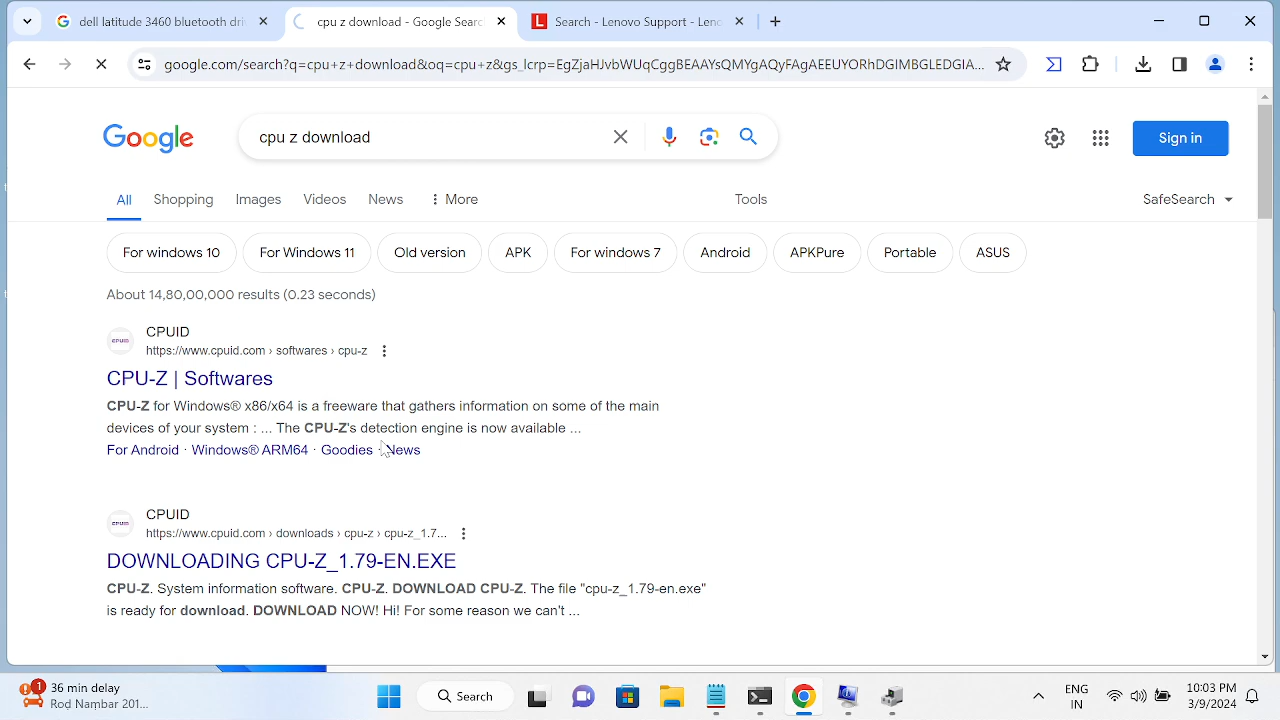 dell latitude 3460 bluetooth dri
cpu z download - Google Searc
Search - Lenovo Support - Leno
google.com/search?q=cpu+z+download&oq=cpu+z&gs_lcrp=EgZjaHJvbWUqCggBEAAYsQMYgAQyFAgAEEUYORhDGIMBGLEDGIA...
Google
cpu z download
Sign in
All Shopping Images Videos News More Tools SafeSearch
For windows 10 For Windows 11 Old version APK For windows 7 Android APKPure Portable ASUS
About 14,80,00,000 results (0.23 seconds)
CPUID
https://www.cpuid.com › softwares › cpu-z
CPU-Z | Softwares
CPU-Z for Windows® x86/x64 is a freeware that gathers information on some of the main
devices of your system : ... The CPU-Z's detection engine is now available ...
For Android · Windows® ARM64 · Goodies · News
CPUID
https://www.cpuid.com › downloads › cpu-z › cpu-z_1.7...
DOWNLOADING CPU-Z_1.79-EN.EXE
CPU-Z. System information software. CPU-Z. DOWNLOAD CPU-Z. The file "cpu-z_1.79-en.exe"
is ready for download. DOWNLOAD NOW! Hi! For some reason we can't ...
1
36 min delay
Rod Nambar 201...
Search
ENG
IN
10:03 PM
3/9/2024